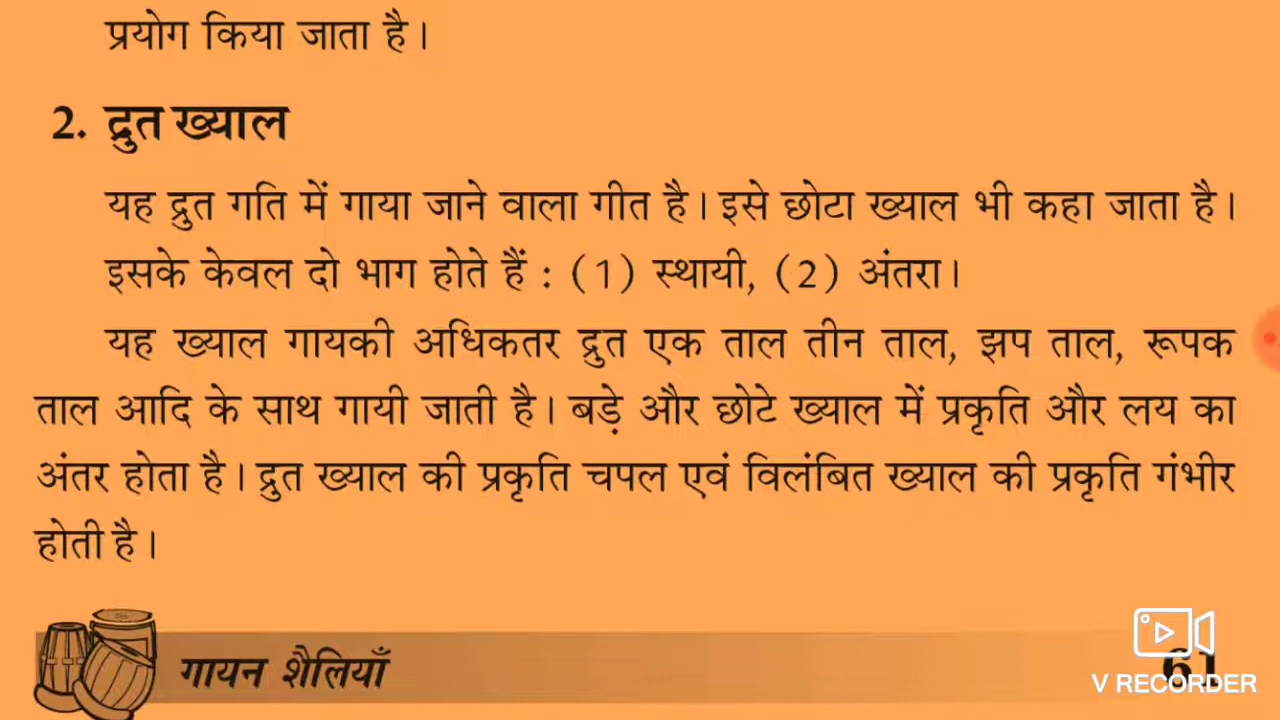 प्रयोग किया जाता है।
2. द्रुत ख्याल
यह द्रुत गति में गाया जाने वाला गीत है। इसे छोटा ख्याल भी कहा जाता है।
इसके केवल दो भाग होते हैं : (1) स्थायी, (2) अंतरा।
यह ख्याल गायकी अधिकतर द्रुत एक ताल तीन ताल, झप ताल, रूपक
ताल आदि के साथ गायी जाती है। बड़े और छोटे ख्याल में प्रकृति और लय का
अंतर होता है। द्रुत ख्याल की प्रकृति चपल एवं विलंबित ख्याल की प्रकृति गंभीर
होती है।
गायन शैलियाँ
61
V RECORDER